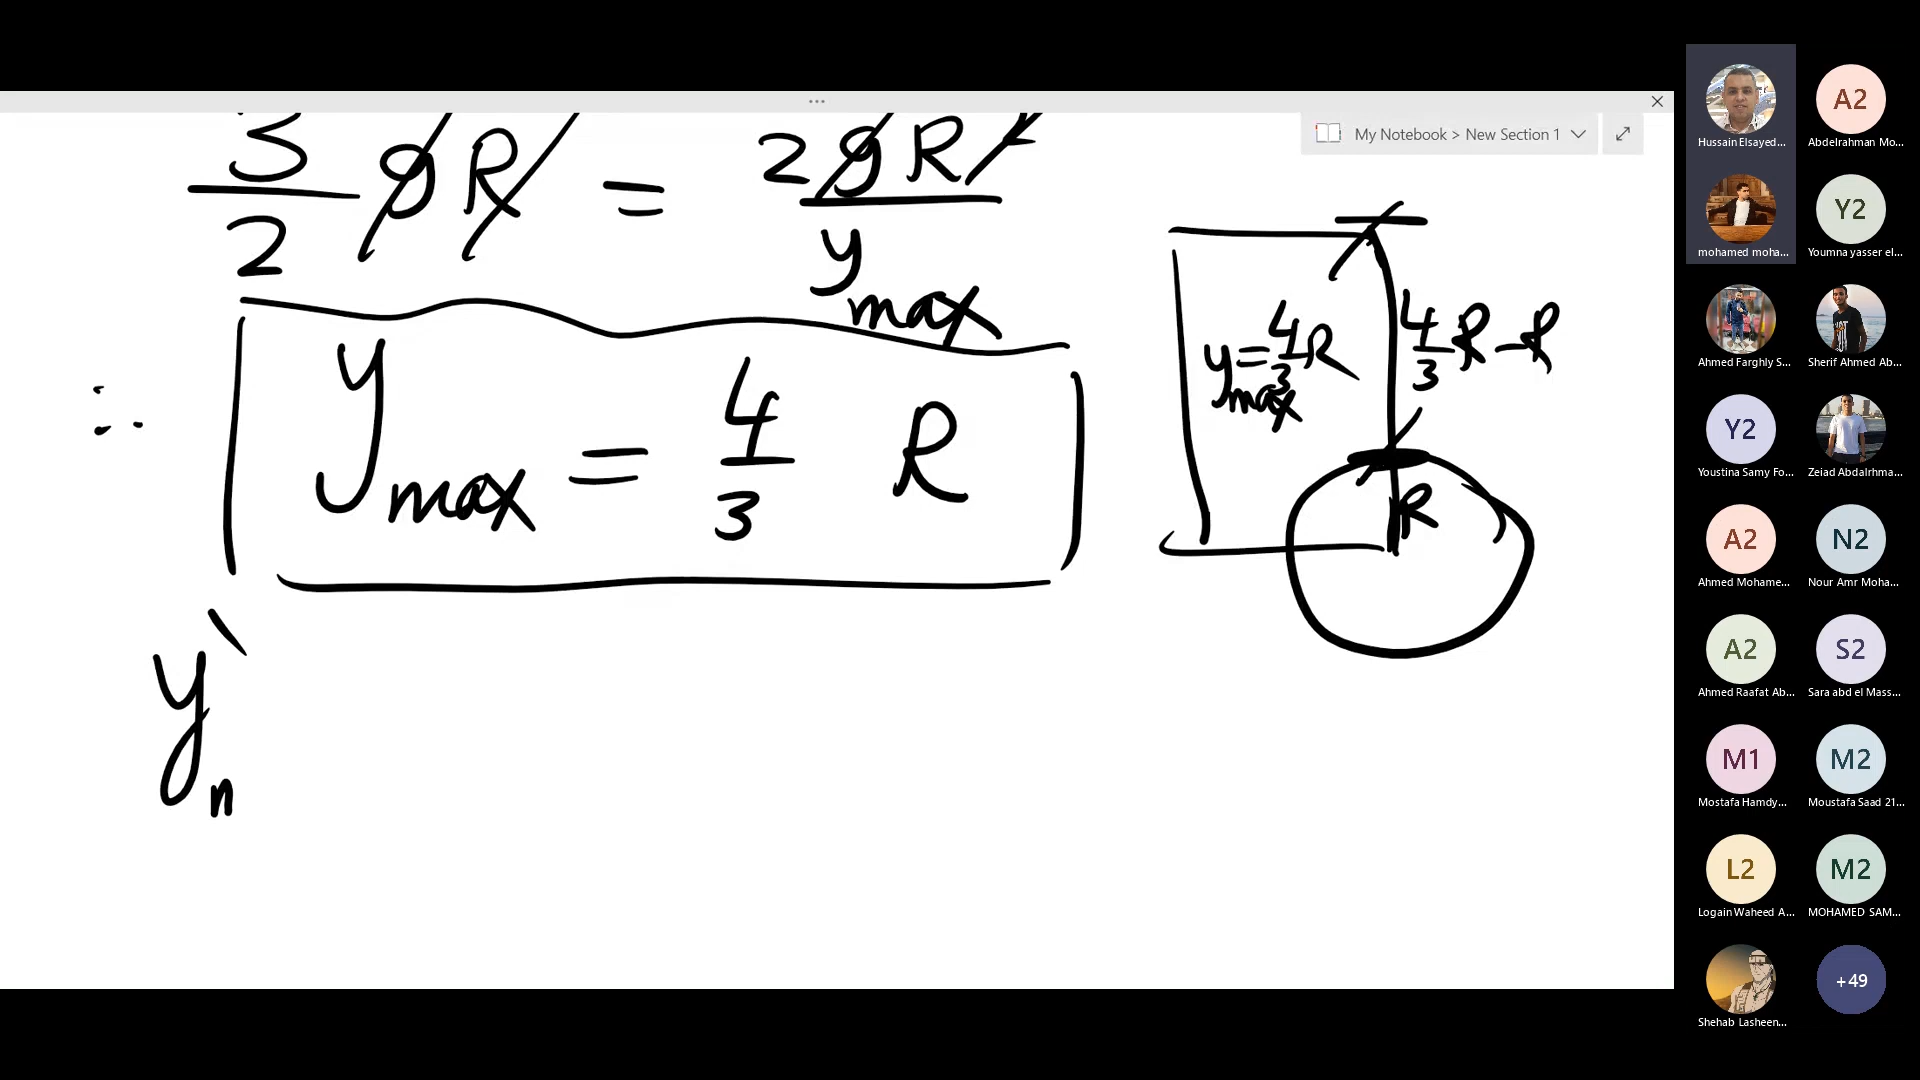 ...
My Notebook > New Section 1
3/2 gR = 2gR²/y max
∴ y max = 4/3 R
y max = 4/3 R
4/3 R – R
R
y` n
Hussain Elsayed...
A2
Abdelrahman Mo...
mohamed moha...
Y2
Youmna yasser el...
Ahmed Farghly S...
Sherif Ahmed Ab...
Y2
Youstina Samy Fo...
Zeiad Abdalrhma...
A2
Ahmed Mohame...
N2
Nour Amr Moha...
A2
Ahmed Raafat Ab...
S2
Sara abd el Mass...
M1
Mostafa Hamdy...
M2
Moustafa Saad 21...
L2
Logain Waheed A...
M2
MOHAMED SAM...
Shehab Lasheen...
+49